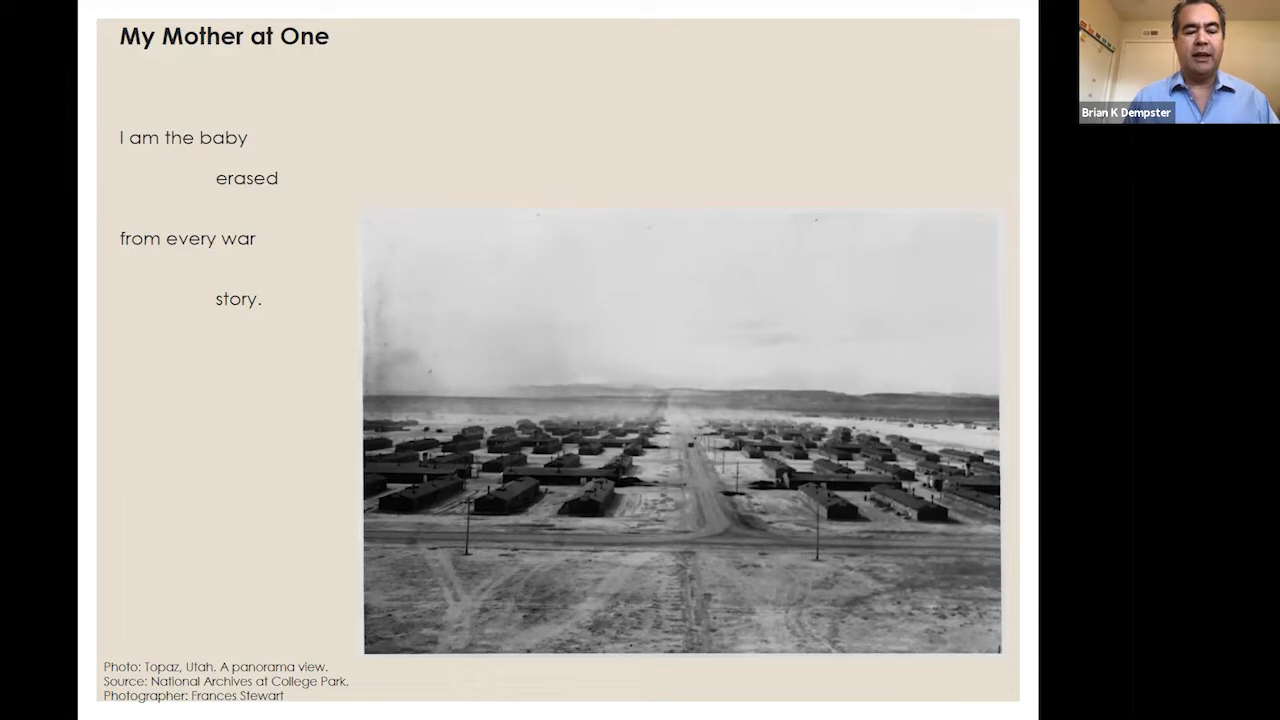 My Mother at One
I am the baby
erased
from every war
story.
Photo: Topaz, Utah. A panorama view.
Source: National Archives at College Park.
Photographer: Frances Stewart
Brian K Dempster